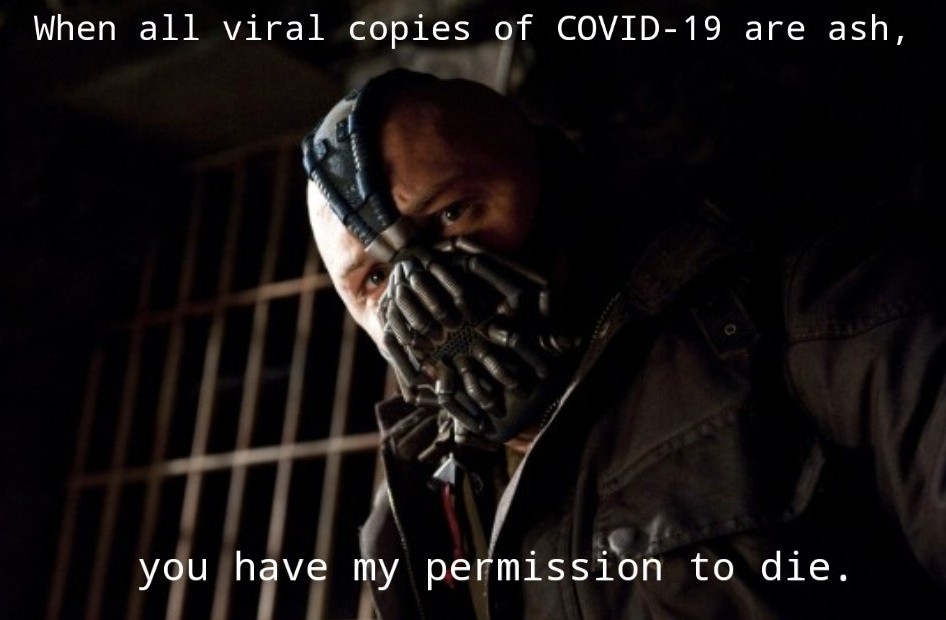 When all viral copies of COVID-19 are ash,
you have my permission to die.